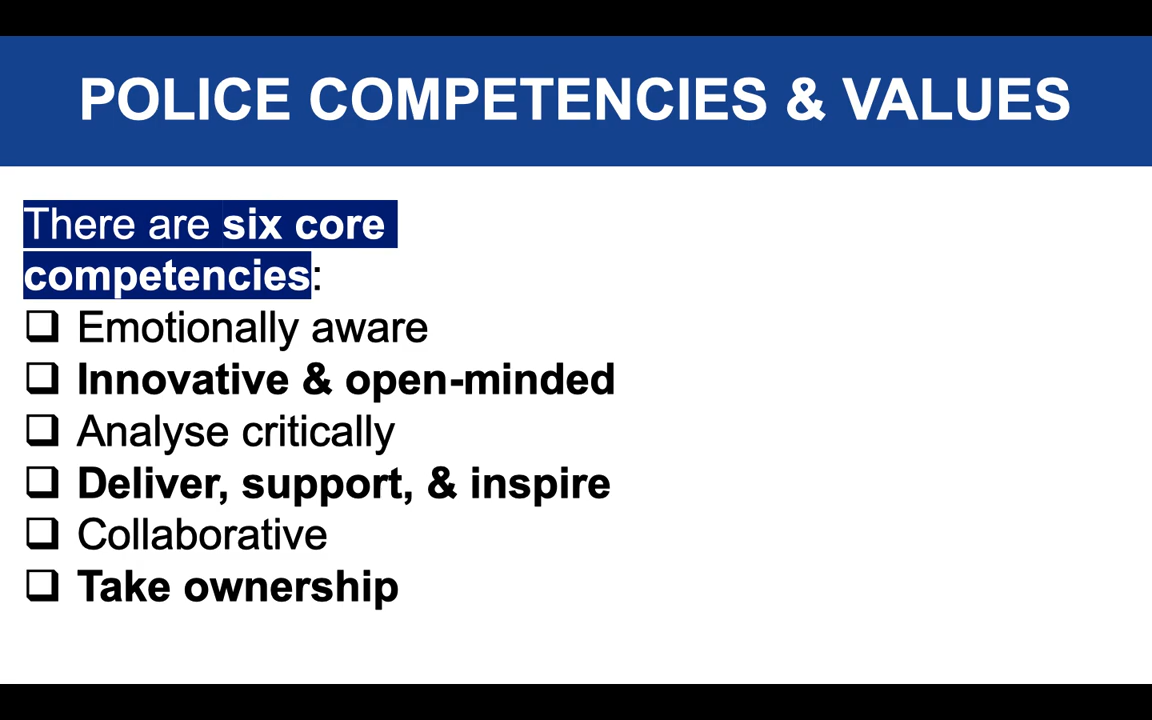 POLICE COMPETENCIES & VALUES
There are six core
competencies:
❑ Emotionally aware
❑ Innovative & open-minded
❑ Analyse critically
❑ Deliver, support, & inspire
❑ Collaborative
❑ Take ownership